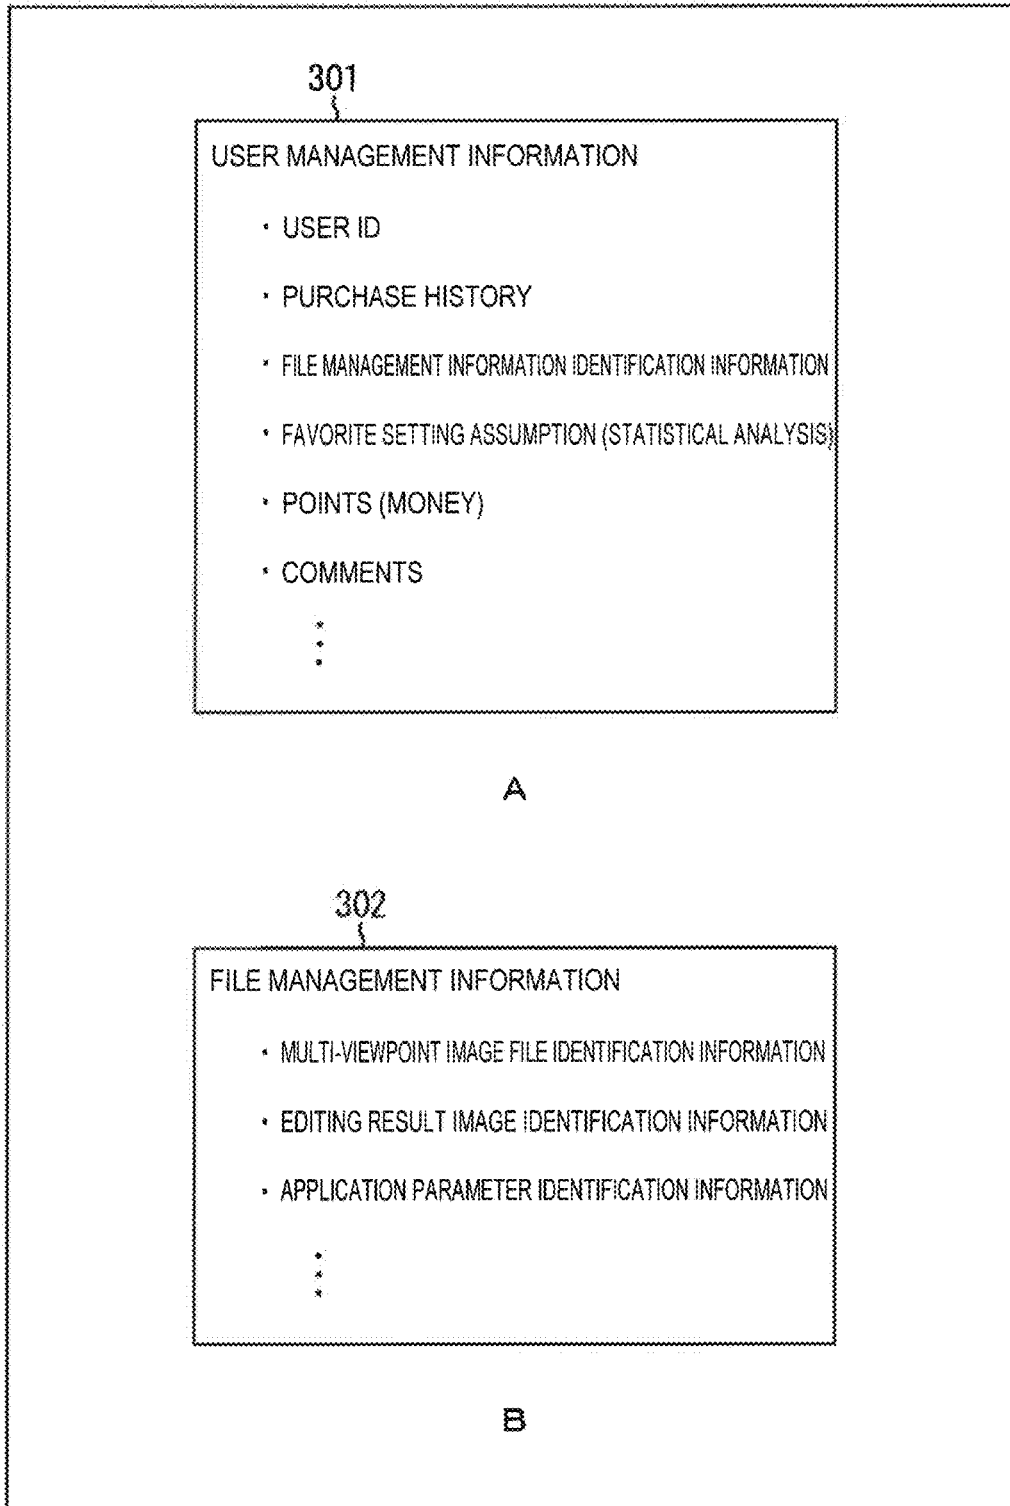 301
USER MANAGEMENT INFORMATION
・ USER ID
・ PURCHASE HISTORY
・ FILE MANAGEMENT INFORMATION IDENTIFICATION INFORMATION
・ FAVORITE SETTING ASSUMPTION (STATISTICAL ANALYSIS)
・ POINTS (MONEY)
・ COMMENTS
A
302
FILE MANAGEMENT INFORMATION
・ MULTI-VIEWPOINT IMAGE FILE IDENTIFICATION INFORMATION
・ EDITING RESULT IMAGE IDENTIFICATION INFORMATION
・ APPLICATION PARAMETER IDENTIFICATION INFORMATION
B